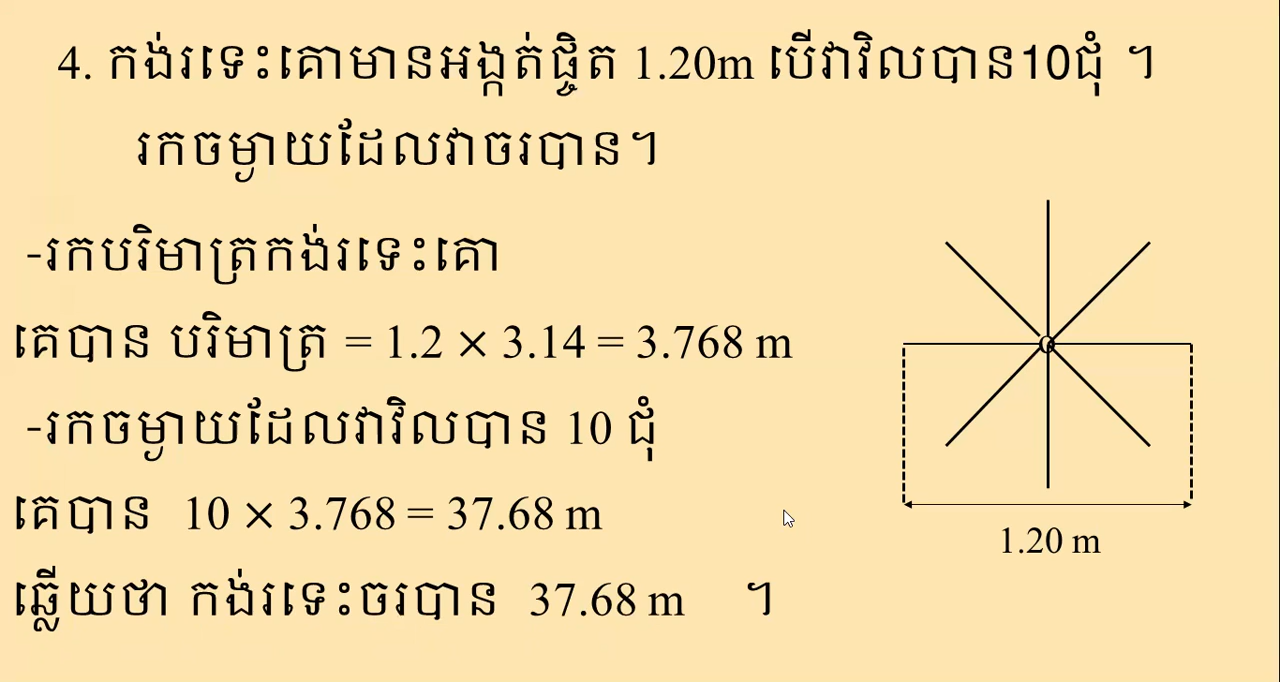 4. កង់រទេះគោមានអង្កត់ផ្ចិត 1.20m បើវាវិលបាន10ជុំ ។
រកចម្ងាយដែលវាចរបាន។
-រកបរិមាត្រកង់រទេះគោ
គេបាន បរិមាត្រ = 1.2 × 3.14 = 3.768 m
-រកចម្ងាយដែលវាវិលបាន 10 ជុំ
គេបាន 10 × 3.768 = 37.68 m
ឆ្លើយថា កង់រទេះចរបាន 37.68 m ។
O
1.20 m